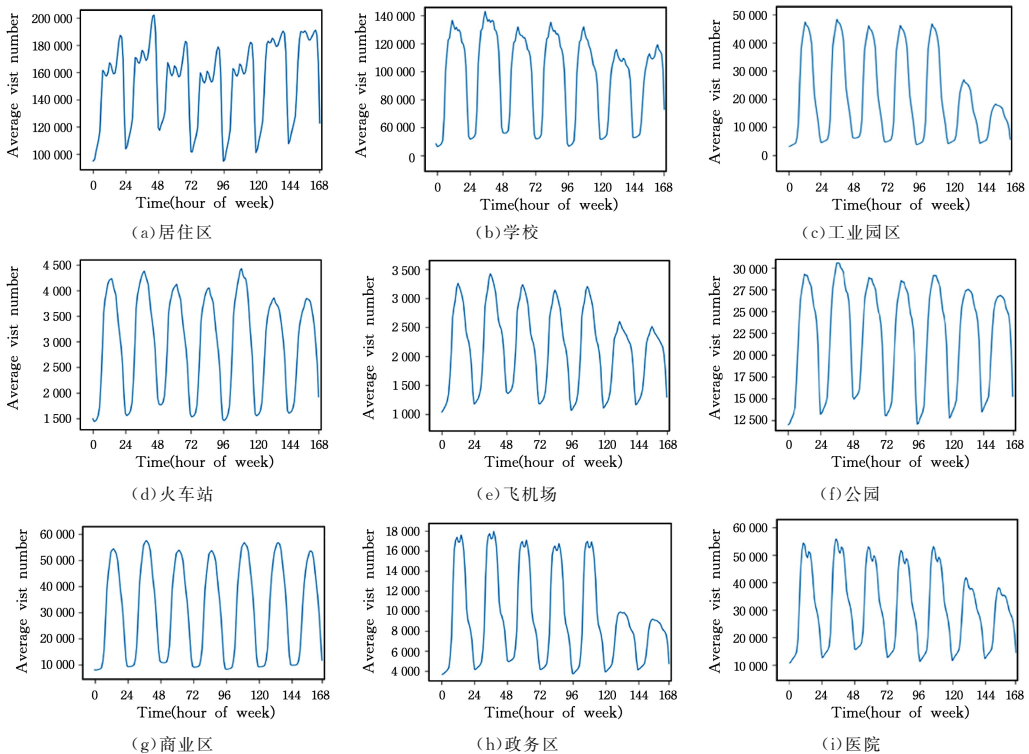 Average vist number
200 000
180 000
160 000
140 000
120 000
100 000
0 24 48 72 96 120 144 168
Time(hour of week)
(a)居住区
Average vist number
140 000
120 000
100 000
80 000
60 000
0
0 24 48 72 96 120 144 168
Time(hour of week)
(b)学校
Average vist number
50 000
40 000
30 000
20 000
10 000
0
0 24 48 72 96 120 144 168
Time(hour of week)
(c)工业园区
Average vist number
4 500
4 000
3 500
3 000
2 500
2 000
1 500
0 24 48 72 96 120 144 168
Time(hour of week)
(d)火车站
Average vist number
3 500
3 000
2 500
2 000
1 500
1 000
0 24 48 72 96 120 144 168
Time(hour of week)
(e)飞机场
Average vist number
30 000
27 500
25 000
22 500
20 000
17 500
15 000
12 500
0 24 48 72 96 120 144 168
Time(hour of week)
(f)公园
Average vist number
60 000
50 000
40 000
30 000
20 000
10 000
0 24 48 72 96 120 144 168
Time(hour of week)
(g)商业区
Average vist number
18 000
16 000
14 000
12 000
10 000
8 000
6 000
4 000
0 24 48 72 96 120 144 168
Time(hour of week)
(h)政务区
Average vist number
60 000
50 000
40 000
30 000
20 000
10 000
0 24 48 72 96 120 144 168
Time(hour of week)
(i)医院